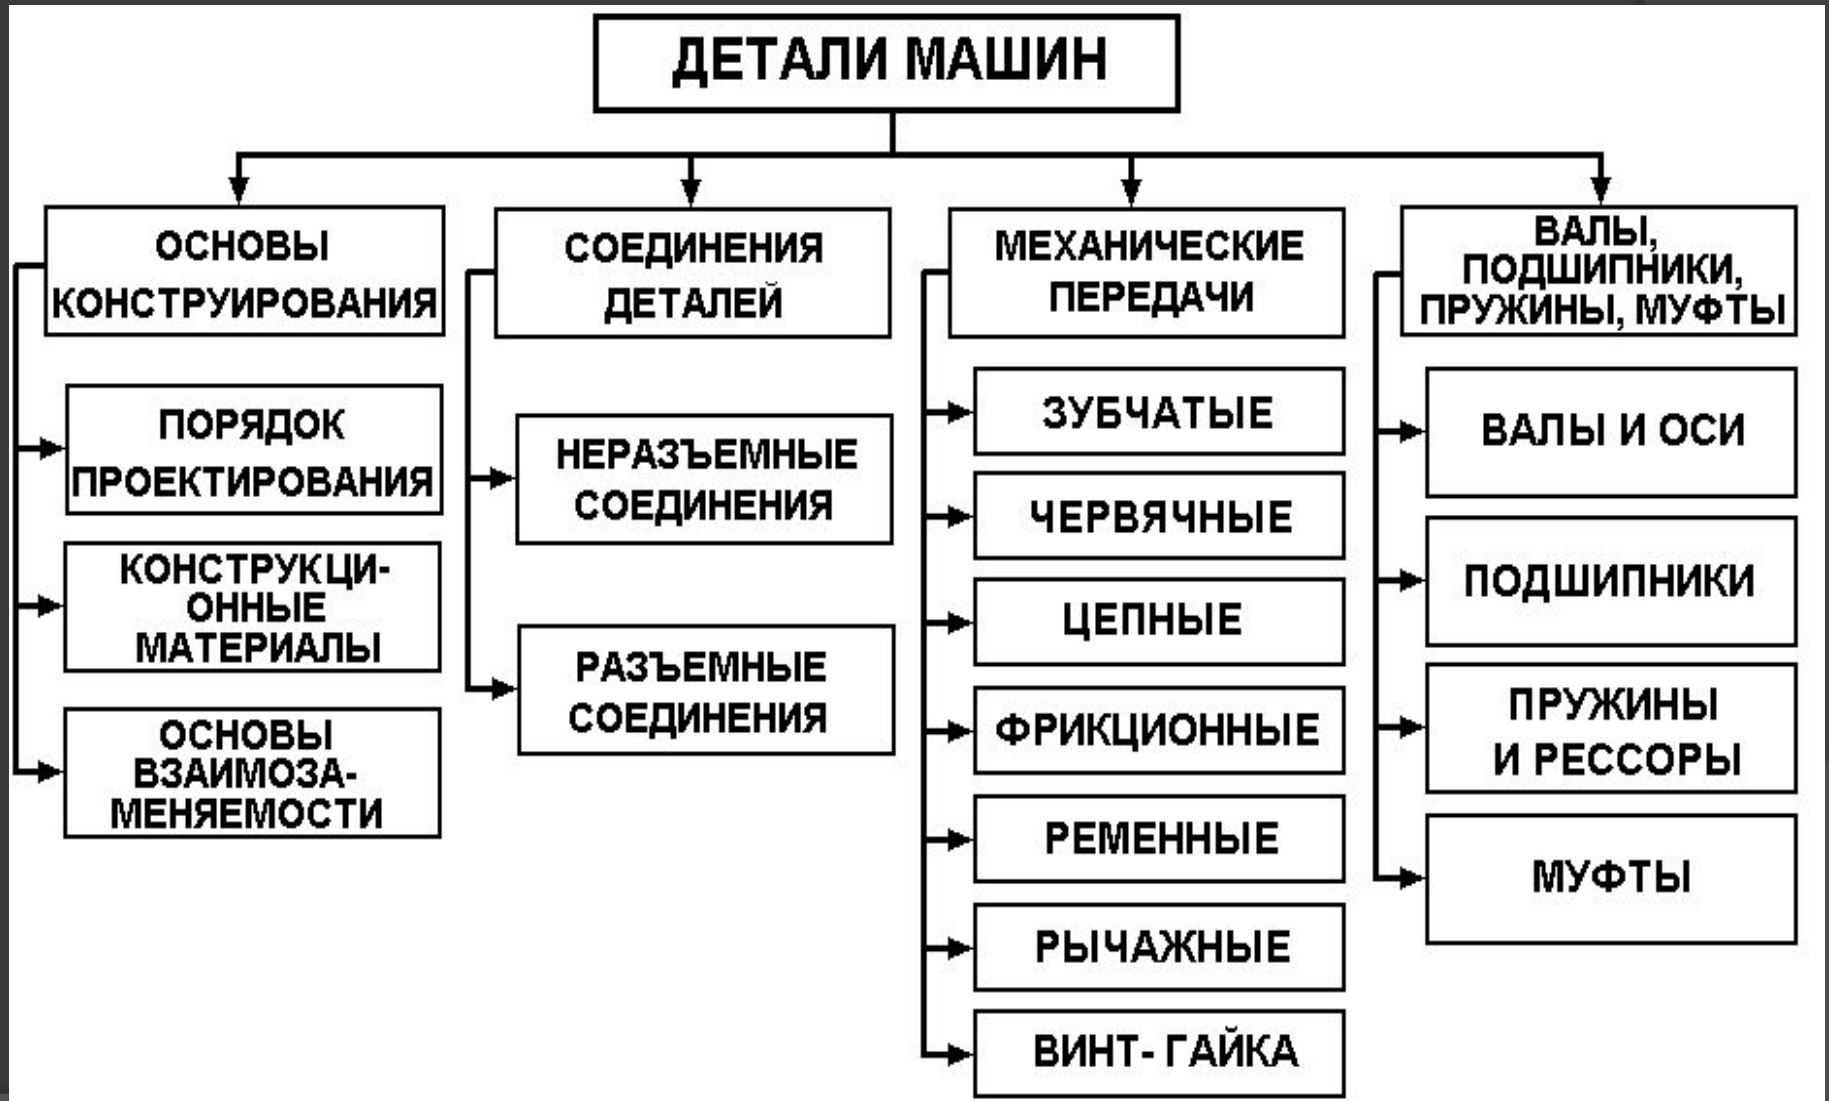 ДЕТАЛИ МАШИН
ОСНОВЫ
КОНСТРУИРОВАНИЯ
ПОРЯДОК
ПРОЕКТИРОВАНИЯ
КОНСТРУКЦИ-
ОННЫЕ
МАТЕРИАЛЫ
ОСНОВЫ
ВЗАИМОЗА-
МЕНЯЕМОСТИ
СОЕДИНЕНИЯ
ДЕТАЛЕЙ
НЕРАЗЪЕМНЫЕ
СОЕДИНЕНИЯ
РАЗЪЕМНЫЕ
СОЕДИНЕНИЯ
МЕХАНИЧЕСКИЕ
ПЕРЕДАЧИ
ЗУБЧАТЫЕ
ЧЕРВЯЧНЫЕ
ЦЕПНЫЕ
ФРИКЦИОННЫЕ
РЕМЕННЫЕ
РЫЧАЖНЫЕ
ВИНТ- ГАЙКА
ВАЛЫ,
ПОДШИПНИКИ,
ПРУЖИНЫ, МУФТЫ
ВАЛЫ И ОСИ
ПОДШИПНИКИ
ПРУЖИНЫ
И РЕССОРЫ
МУФТЫ